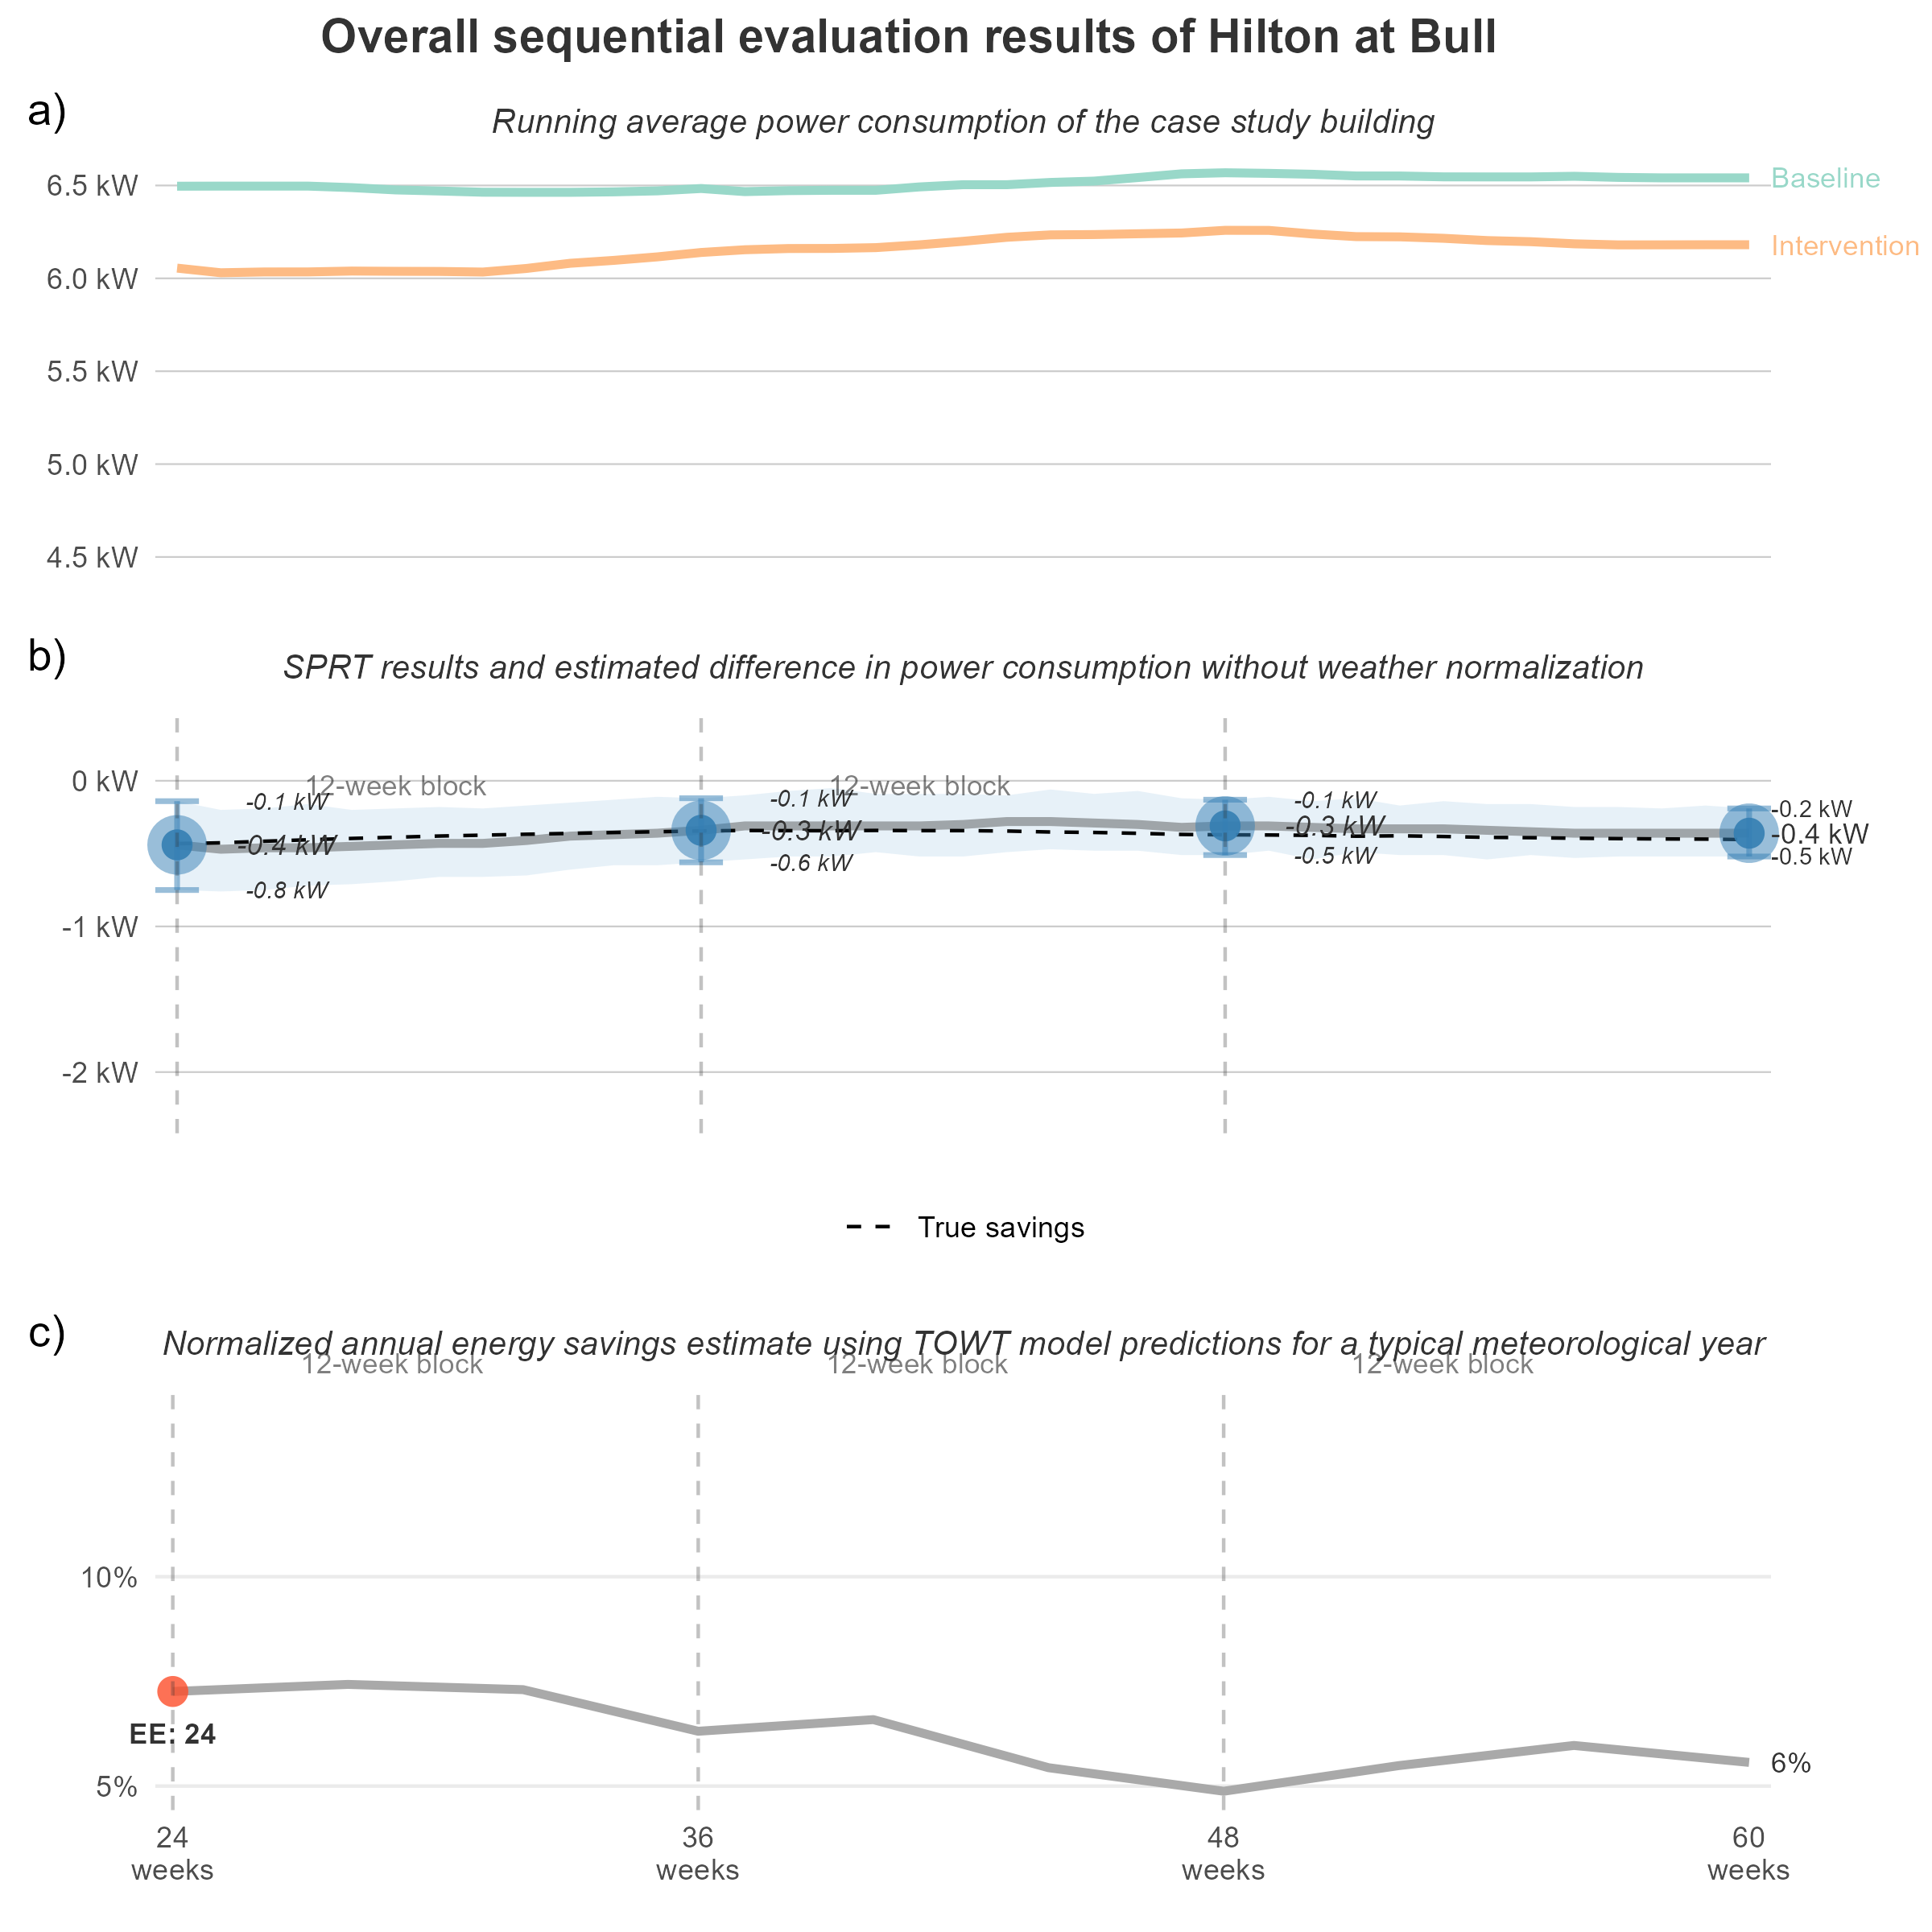 Overall sequential evaluation results of Hilton at Bull
a)
Running average power consumption of the case study building
6.5 kW
6.0 kW
5.5 kW
5.0 kW
4.5 kW
Baseline
Intervention
b)
SPRT results and estimated difference in power consumption without weather normalization
0 kW
-1 kW
-2 kW
12-week block
12-week block
-0.1 kW
-0.4 kW
-0.8 kW
-0.1 kW
-0.3 kW
-0.6 kW
-0.1 kW
-0.3 kW
-0.5 kW
-0.2 kW
-0.4 kW
-0.5 kW
True savings
c)
Normalized annual energy savings estimate using TOWT model predictions for a typical meteorological year
12-week block
12-week block
12-week block
10%
5%
EE: 24
6%
24
weeks
36
weeks
48
weeks
60
weeks